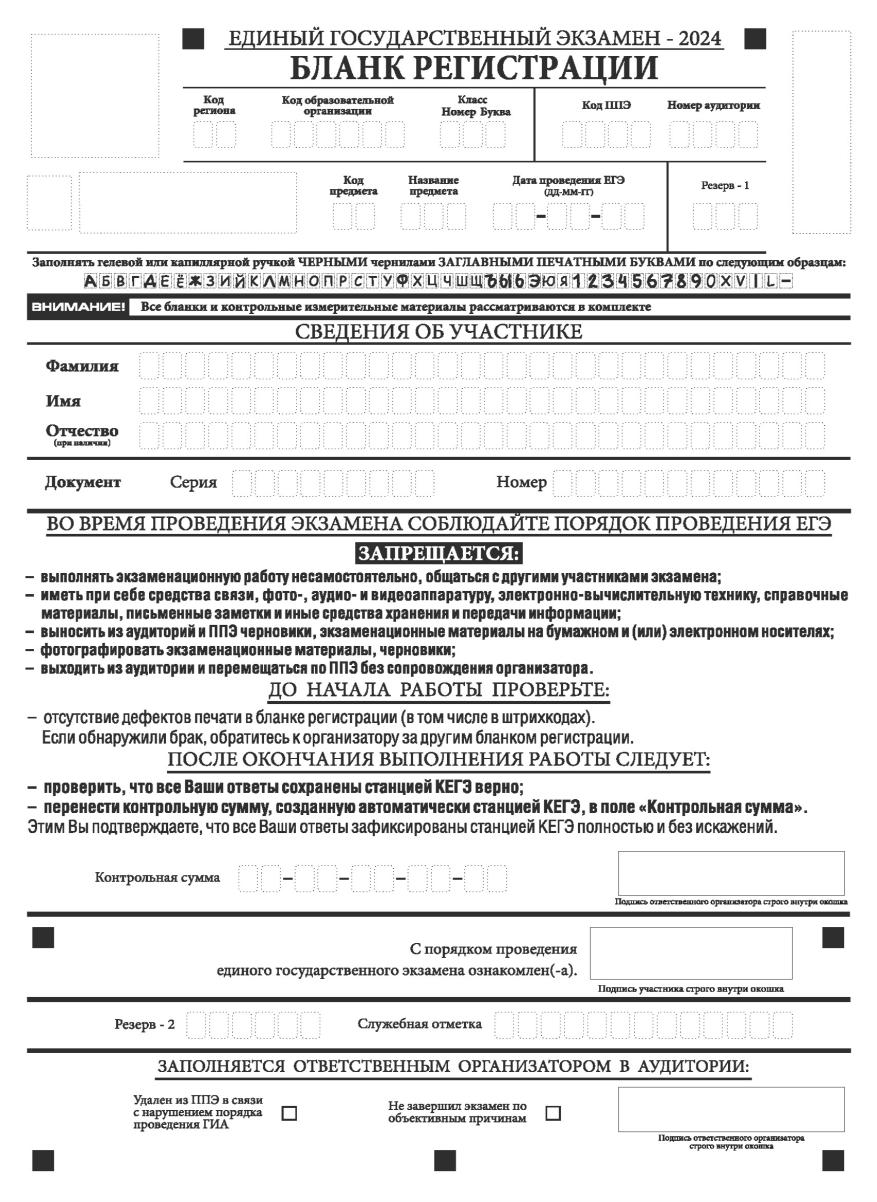 ЕДИНЫЙ ГОСУДАРСТВЕННЫЙ ЭКЗАМЕН - 2024
БЛАНК РЕГИСТРАЦИИ
Код региона
Код образовательной организации
Класс Номер Буква
Код ППЭ
Номер аудитории
Код предмета
Название предмета
Дата проведения ЕГЭ (ДД-ММ-ГГ)
Резерв - 1
Заполнять гелевой или капиллярной ручкой ЧЕРНЫМИ чернилами ЗАГЛАВНЫМИ ПЕЧАТНЫМИ БУКВАМИ по следующим образцам:
АБВГДЕЁЖЗИЙКЛМНОПРСТУФХЦЧШЩЪЫЬЭЮЯ1234567890XVIL-
ВНИМАНИЕ! Все бланки и контрольные измерительные материалы рассматриваются в комплекте
СВЕДЕНИЯ ОБ УЧАСТНИКЕ
Фамилия
Имя
Отчество
(при наличии)
Документ Серия Номер
ВО ВРЕМЯ ПРОВЕДЕНИЯ ЭКЗАМЕНА СОБЛЮДАЙТЕ ПОРЯДОК ПРОВЕДЕНИЯ ЕГЭ
ЗАПРЕЩАЕТСЯ:
– выполнять экзаменационную работу несамостоятельно, общаться с другими участниками экзамена;
– иметь при себе средства связи, фото-, аудио- и видеоаппаратуру, электронно-вычислительную технику, справочные
материалы, письменные заметки и иные средства хранения и передачи информации;
– выносить из аудиторий и ППЭ черновики, экзаменационные материалы на бумажном и (или) электронном носителях;
– фотографировать экзаменационные материалы, черновики;
– выходить из аудитории и перемещаться по ППЭ без сопровождения организатора.
ДО НАЧАЛА РАБОТЫ ПРОВЕРЬТЕ:
– отсутствие дефектов печати в бланке регистрации (в том числе в штрихкодах).
Если обнаружили брак, обратитесь к организатору за другим бланком регистрации.
ПОСЛЕ ОКОНЧАНИЯ ВЫПОЛНЕНИЯ РАБОТЫ СЛЕДУЕТ:
– проверить, что все Ваши ответы сохранены станцией КЕГЭ верно;
– перенести контрольную сумму, созданную автоматически станцией КЕГЭ, в поле «Контрольная сумма».
Этим Вы подтверждаете, что все Ваши ответы зафиксированы станцией КЕГЭ полностью и без искажений.
Контрольная сумма
Подпись ответственного организатора строго внутри окошка
С порядком проведения
единого государственного экзамена ознакомлен(-а).
Подпись участника строго внутри окошка
Резерв - 2 Служебная отметка
ЗАПОЛНЯЕТСЯ ОТВЕТСТВЕННЫМ ОРГАНИЗАТОРОМ В АУДИТОРИИ:
Удален из ППЭ в связи
с нарушением порядка
проведения ГИА
Не завершил экзамен по
объективным причинам
Подпись ответственного организатора
строго внутри окошка